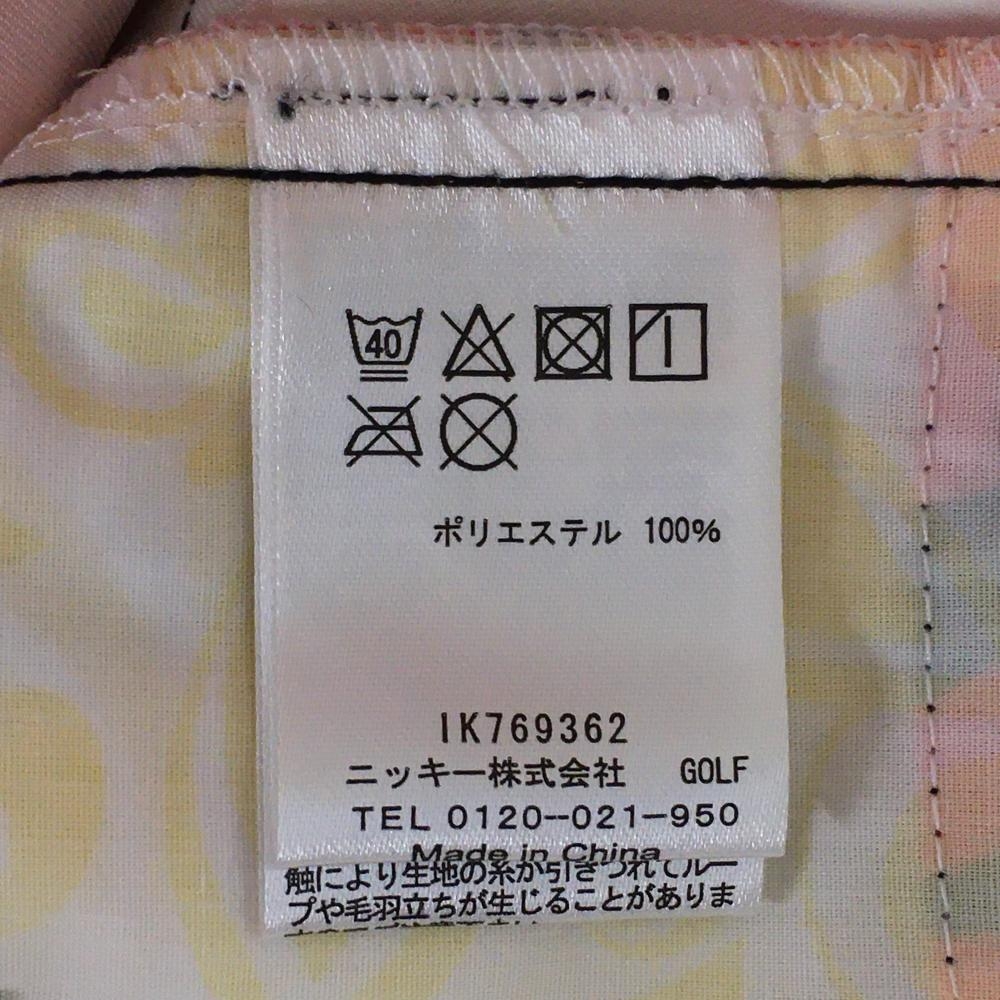 40
ポリエステル 100%
IK769362
ニッキー株式会社 GOLF
TEL 0120-021-950
Made in China
触により生地の糸が引きつれてルー
プや毛羽立ちが生じることがありま